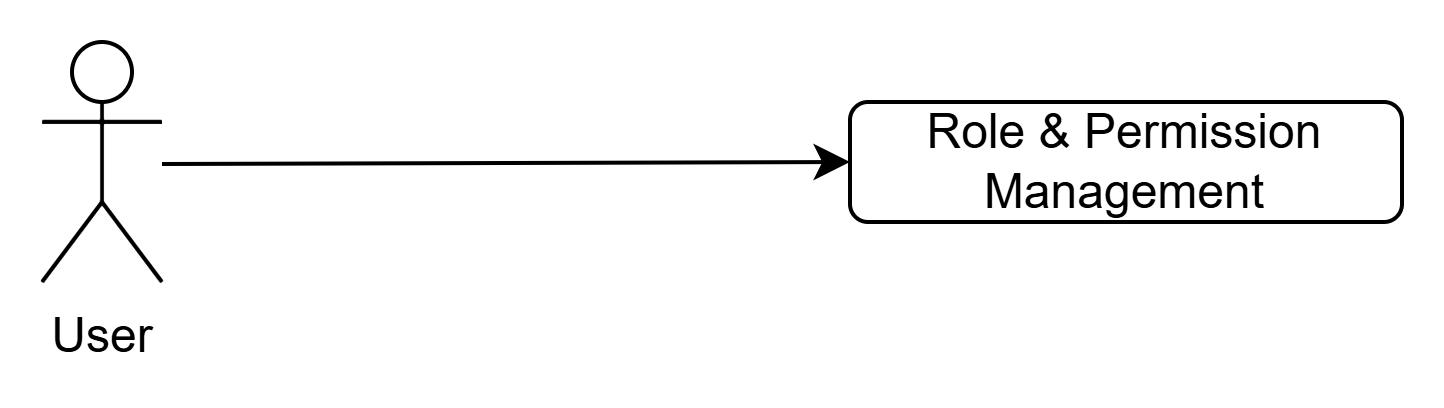 Role & Permission
Management
User